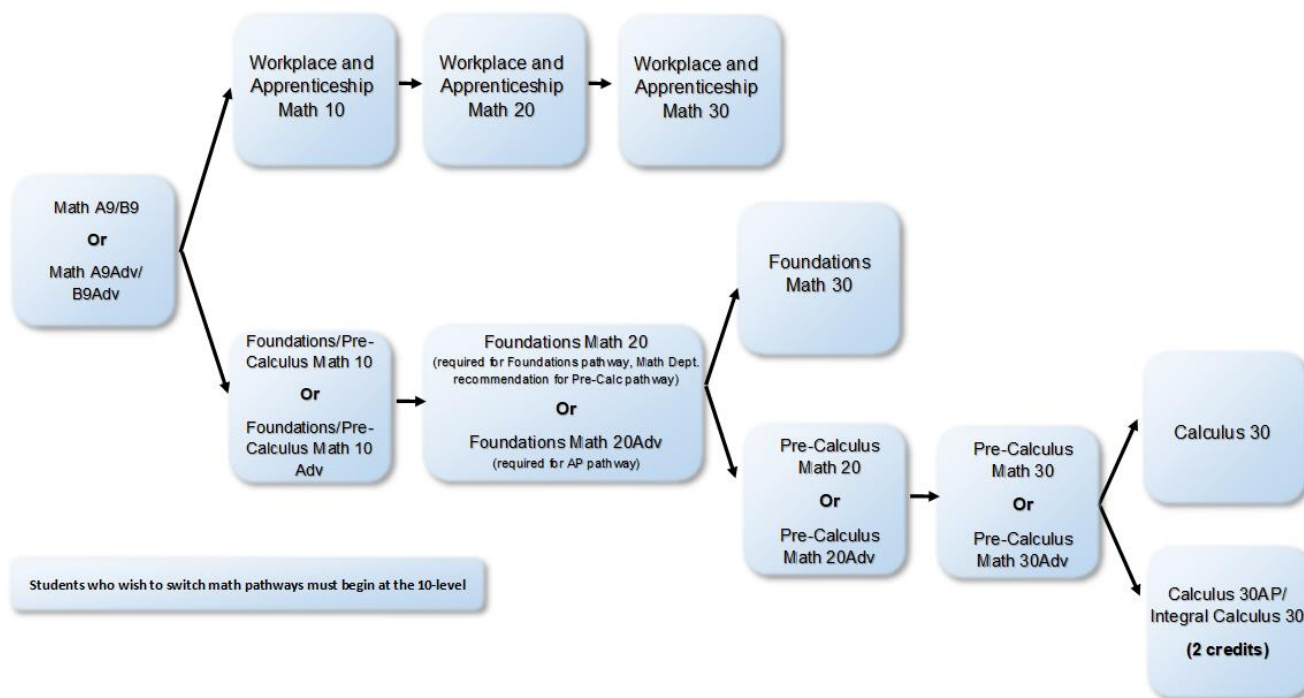 Workplace and
Apprenticeship
Math 10
Workplace and
Apprenticeship
Math 20
Workplace and
Apprenticeship
Math 30
Math A9/B9
Or
Math A9Adv/
B9Adv
Foundations
Math 30
Foundations/Pre-
Calculus Math 10
Or
Foundations/Pre-
Calculus Math 10
Adv
Foundations Math 20
(required for Foundations pathway, Math Dept.
recommendation for Pre-Calc pathway)
Or
Foundations Math 20Adv
(required for AP pathway)
Pre-Calculus
Math 20
Or
Pre-Calculus
Math 20Adv
Pre-Calculus
Math 30
Or
Pre-Calculus
Math 30Adv
Calculus 30
Calculus 30AP/
Integral Calculus 30
(2 credits)
Students who wish to switch math pathways must begin at the 10-level